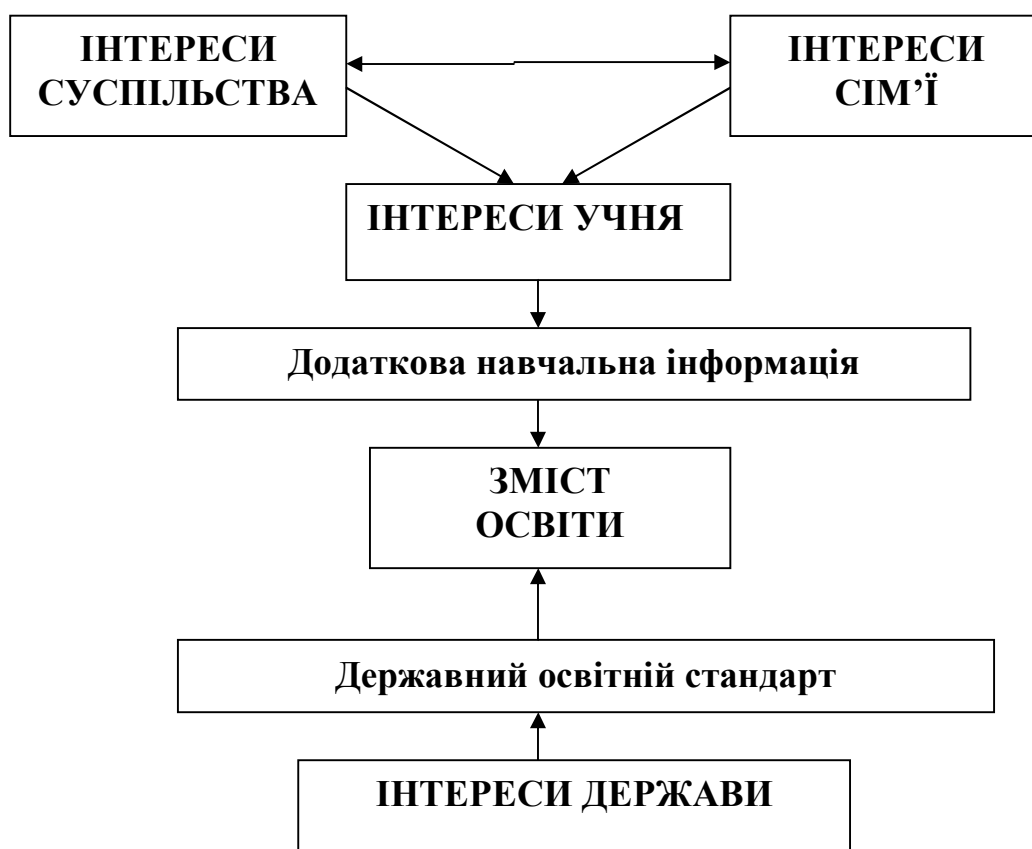 ІНТЕРЕСИ
СУСПІЛЬСТВА
ІНТЕРЕСИ
СІМ’Ї
ІНТЕРЕСИ УЧНЯ
Додаткова навчальна інформація
ЗМІСТ
ОСВІТИ
Державний освітній стандарт
ІНТЕРЕСИ ДЕРЖАВИ